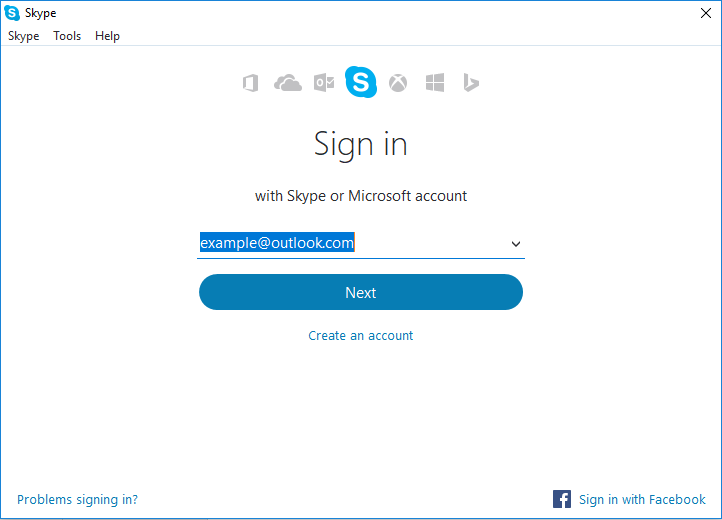 Skype
Skype Tools Help
Sign in
with Skype or Microsoft account
example@outlook.com
Next
Create an account
Problems signing in? Sign in with Facebook